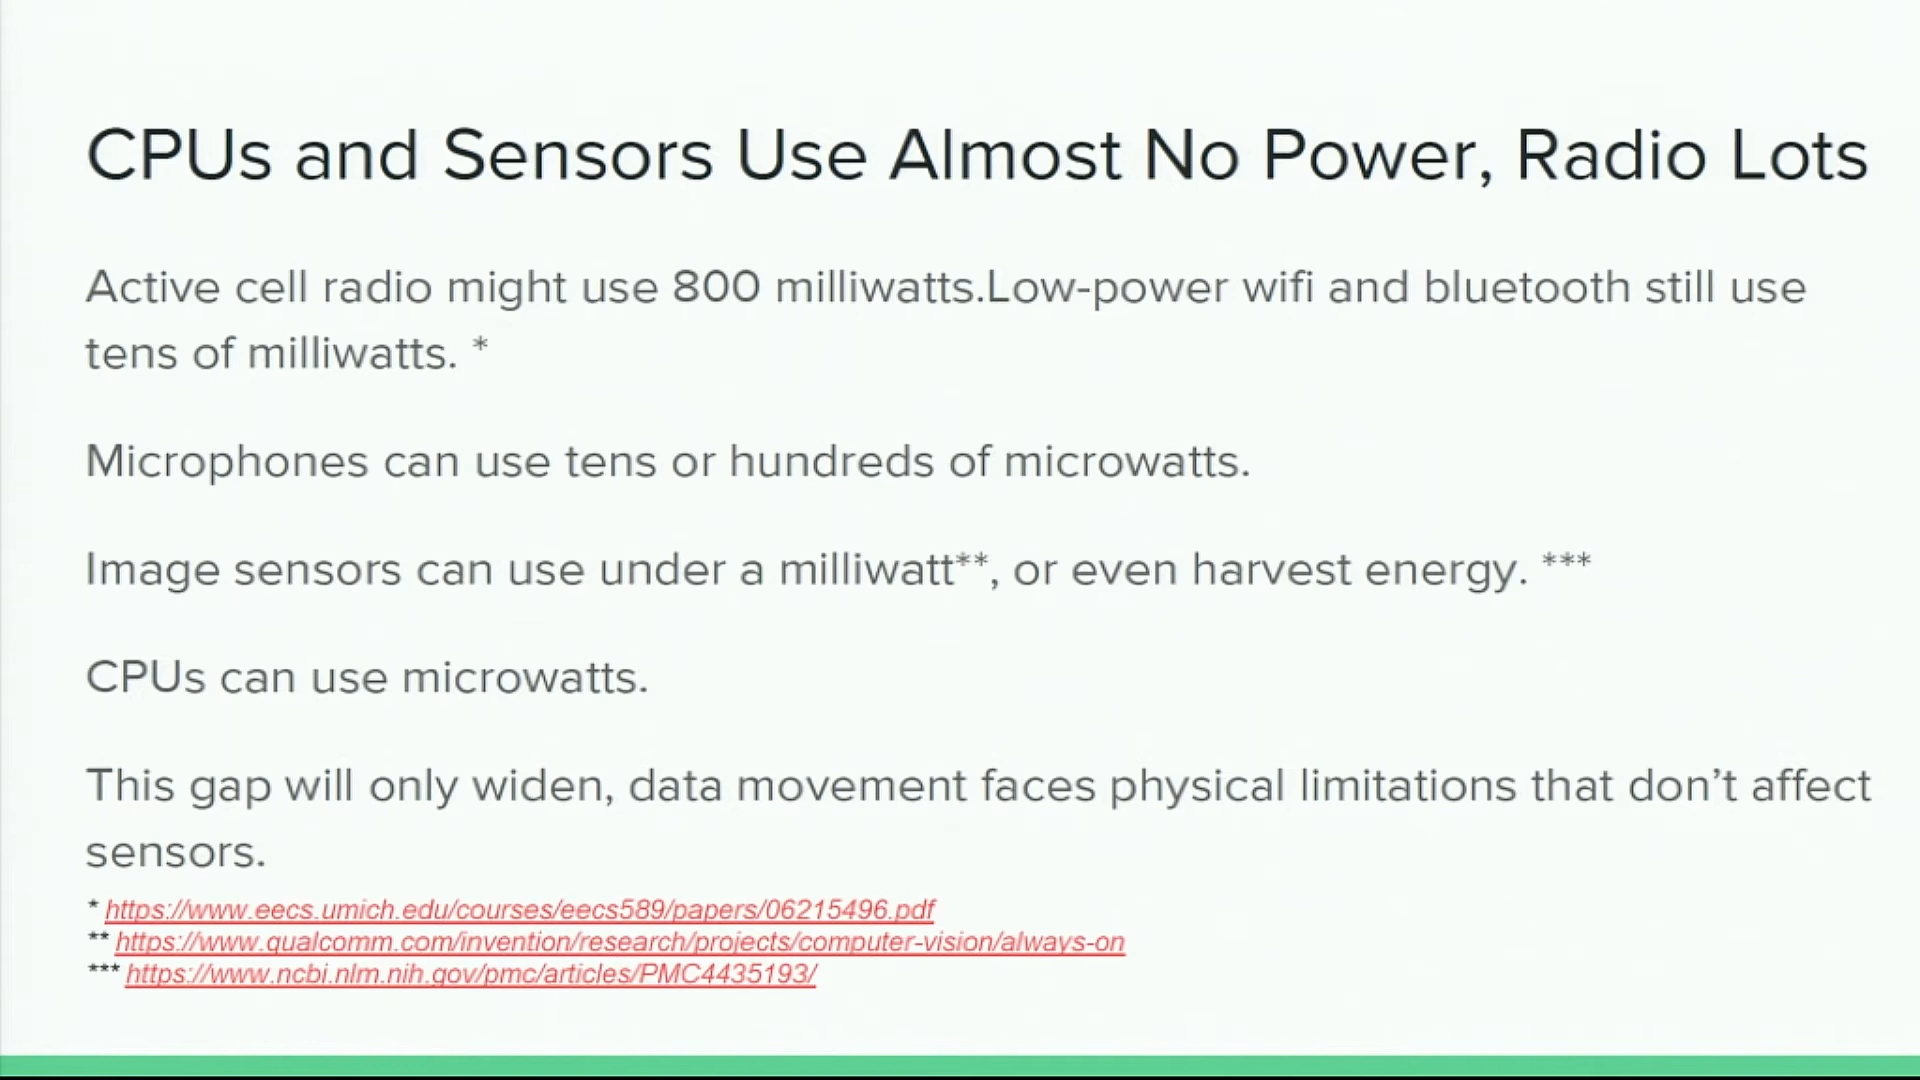 CPUs and Sensors Use Almost No Power, Radio Lots
Active cell radio might use 800 milliwatts.Low-power wifi and bluetooth still use
tens of milliwatts. *
Microphones can use tens or hundreds of microwatts.
Image sensors can use under a milliwatt**, or even harvest energy. ***
CPUs can use microwatts.
This gap will only widen, data movement faces physical limitations that don’t affect
sensors.
* https://www.eecs.umich.edu/courses/eecs589/papers/06215496.pdf
** https://www.qualcomm.com/invention/research/projects/computer-vision/always-on
*** https://www.ncbi.nlm.nih.gov/pmc/articles/PMC4435193/